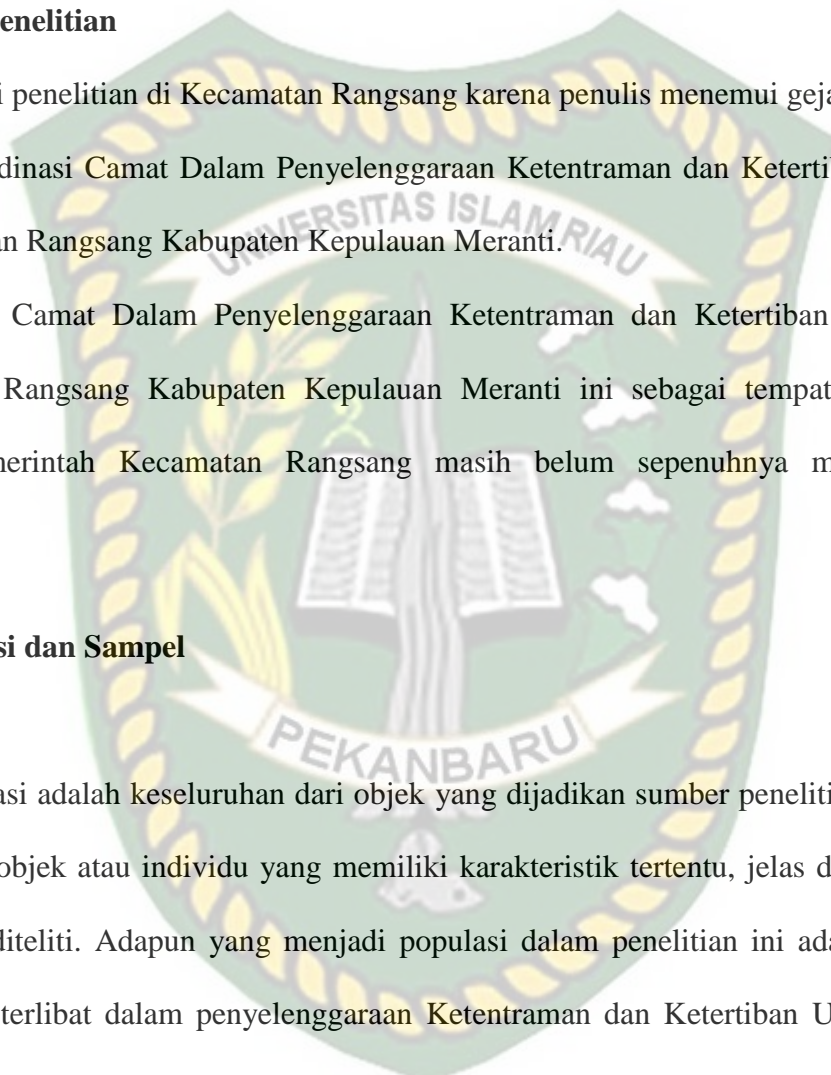 enelitian
i penelitian di Kecamatan Rangsang karena penulis menemui geja
dinasi Camat Dalam Penyelenggaraan Ketentraman dan Keterti
UNIVERSITAS ISLAM RIAU
an Rangsang Kabupaten Kepulauan Meranti.
Camat Dalam Penyelenggaraan Ketentraman dan Ketertiban
Rangsang Kabupaten Kepulauan Meranti ini sebagai tempat
merintah Kecamatan Rangsang masih belum sepenuhnya m
si dan Sampel
PEKANBARU
asi adalah keseluruhan dari objek yang dijadikan sumber peneliti
objek atau individu yang memiliki karakteristik tertentu, jelas d
diteliti. Adapun yang menjadi populasi dalam penelitian ini ada
terlibat dalam penyelenggaraan Ketentraman dan Ketertiban U